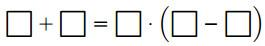 □ + □ = □ · (□ − □)